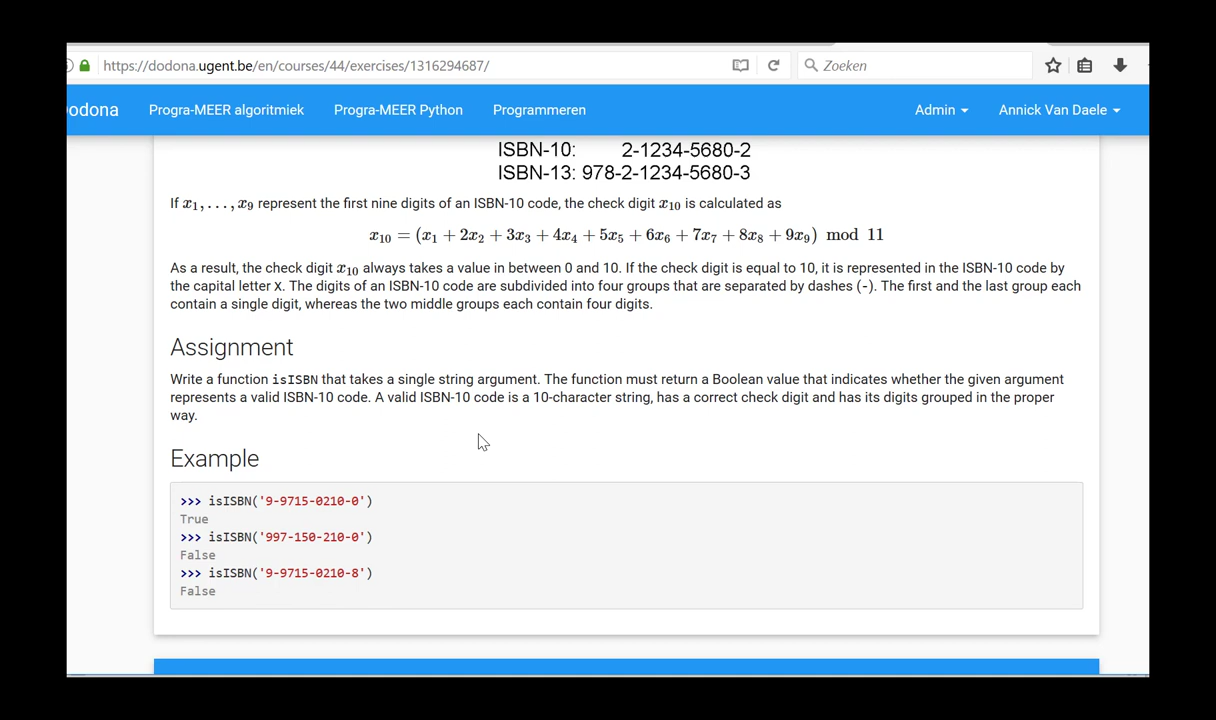 https://dodona.ugent.be/en/courses/44/exercises/1316294687/ Zoeken
odona Progra-MEER algoritmiek Progra-MEER Python Programmeren Admin Annick Van Daele
ISBN-10: 2-1234-5680-2
ISBN-13: 978-2-1234-5680-3
If x₁, . . . , x₉ represent the first nine digits of an ISBN-10 code, the check digit x₁₀ is calculated as
x₁₀ = (x₁ + 2x₂ + 3x₃ + 4x₄ + 5x₅ + 6x₆ + 7x₇ + 8x₈ + 9x₉) mod 11
As a result, the check digit x₁₀ always takes a value in between 0 and 10. If the check digit is equal to 10, it is represented in the ISBN-10 code by
the capital letter X. The digits of an ISBN-10 code are subdivided into four groups that are separated by dashes (-). The first and the last group each
contain a single digit, whereas the two middle groups each contain four digits.
Assignment
Write a function isISBN that takes a single string argument. The function must return a Boolean value that indicates whether the given argument
represents a valid ISBN-10 code. A valid ISBN-10 code is a 10-character string, has a correct check digit and has its digits grouped in the proper
way.
Example
>>> isISBN('9-9715-0210-0')
True
>>> isISBN('997-150-210-0')
False
>>> isISBN('9-9715-0210-8')
False